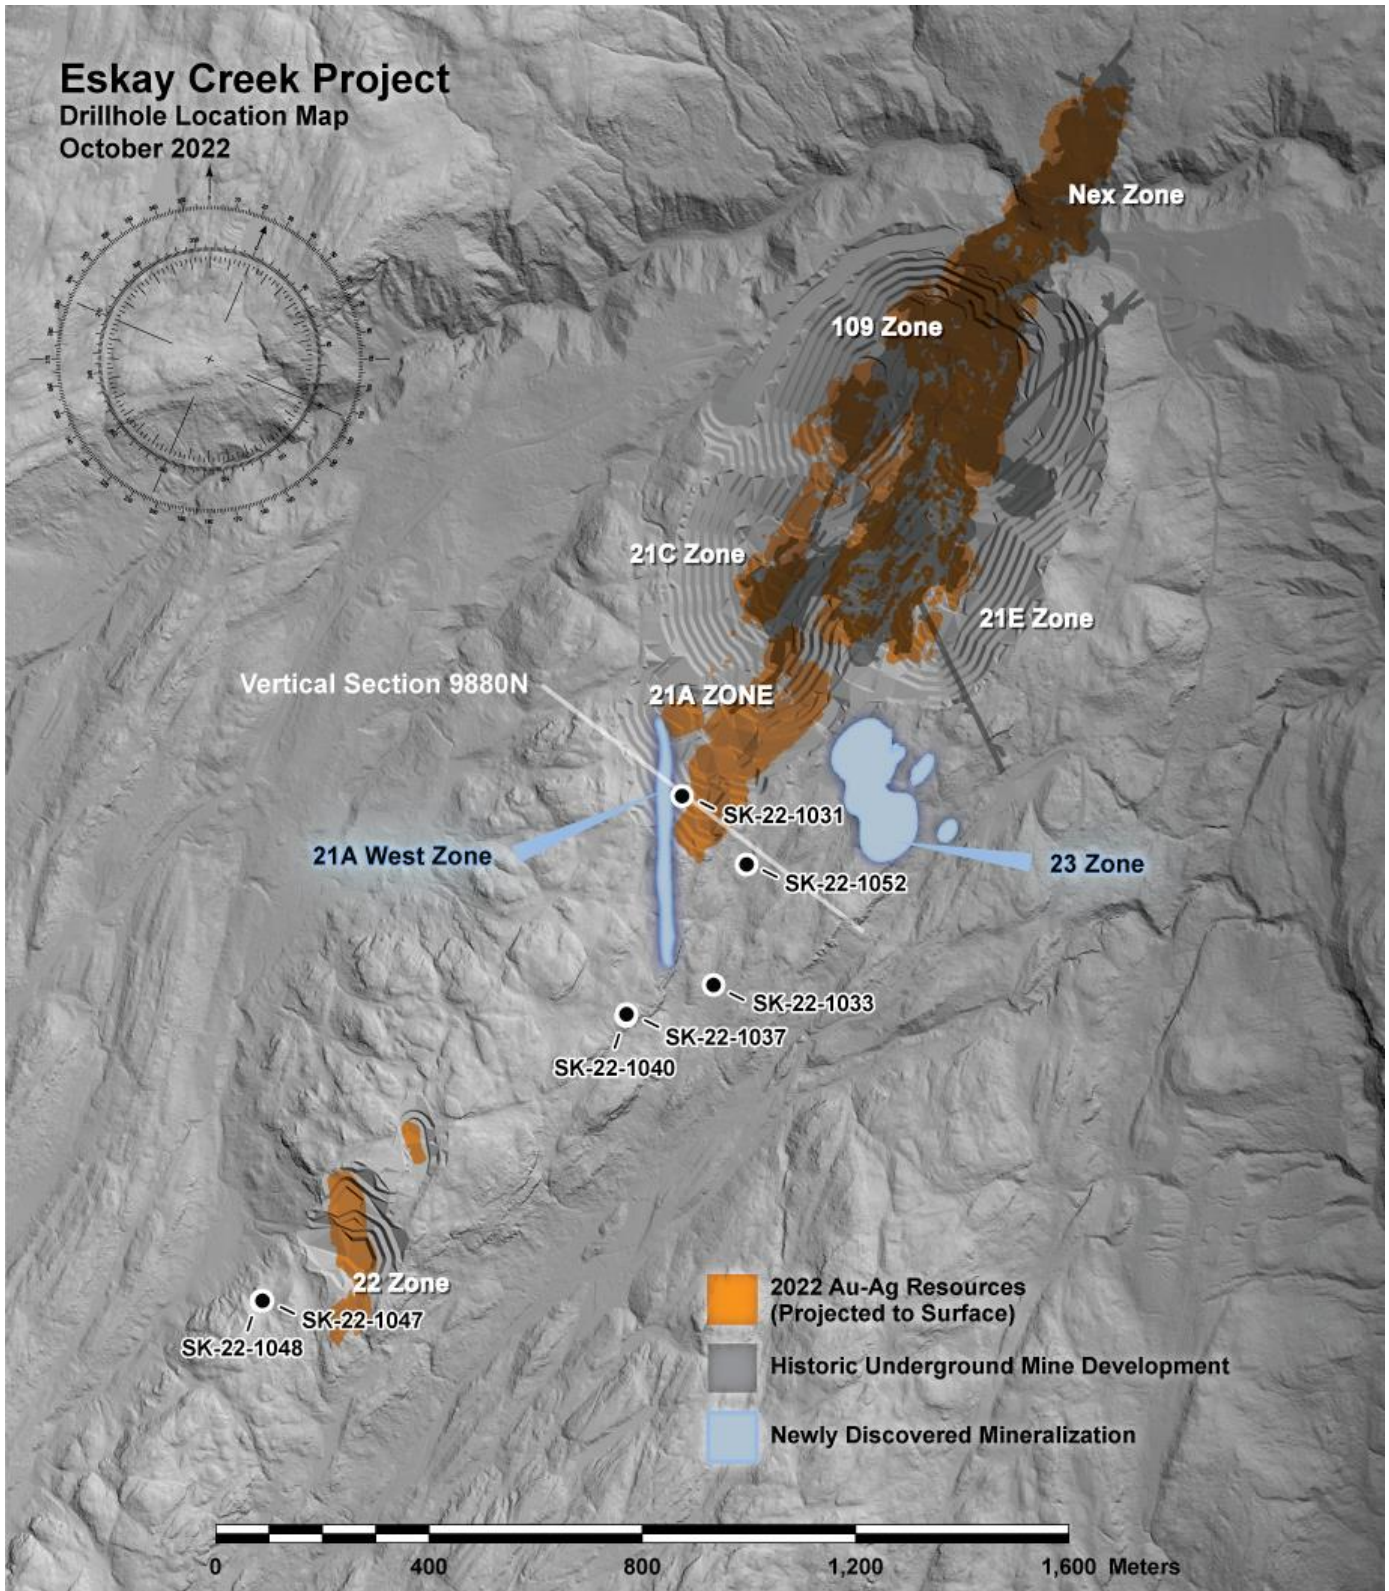 Eskay Creek Project
Drillhole Location Map
October 2022
Nex Zone
109 Zone
21C Zone
21E Zone
Vertical Section 9880N
21A ZONE
SK-22-1031
21A West Zone
23 Zone
SK-22-1052
SK-22-1033
SK-22-1037
SK-22-1040
22 Zone
SK-22-1047
SK-22-1048
2022 Au-Ag Resources
(Projected to Surface)
Historic Underground Mine Development
Newly Discovered Mineralization
0 400 800 1,200 1,600 Meters